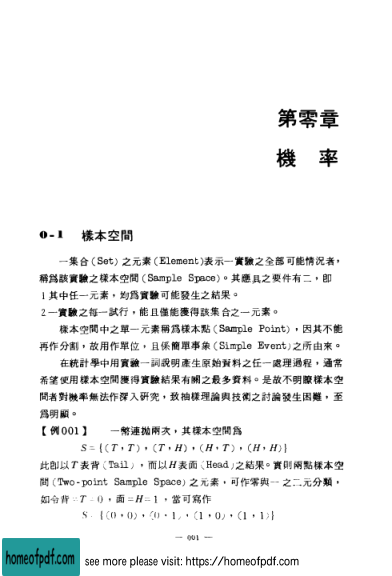 第零章
機 率
0-1 樣本空間
一集合(Set)之元素(Element)表示一實驗之全部可能情況者,
稱爲該實驗之樣本空間(Sample Space)。其應具之要件有二,即
1 其中任一元素,均爲實驗可能發生之結果。
2 一實驗之每一試行,能且僅能獲得該集合之一元素。
樣本空間中之單一元素稱爲樣本點(Sample Point),因其不能
再作分割,故用作單位,且係簡單事象(Simple Event)之所由來。
在統計學中用實驗一詞說明產生原始資料之任一處理過程,通常
希望使用樣本空間獲得實驗結果有關之最多資料。是故不明瞭樣本空
間者對機率無法作深入研究,致抽樣理論與技術之討論發生困難,至
爲明顯。
【例001】 一幣連拋兩次,其樣本空間爲
S = {(T,T),(T,H),(H,T),(H,H)}
此即以T表背(Tail),而以H表面(Head)之結果。實則兩點樣本空
間(Two-point Sample Space)之元素,可作零與一之二元分類,
如令背=T=0,面=H=1,當可寫作
S = {(0,0),(0,1),(1,0),(1,1)}
— 001 —
homeofpdf.com
see more please visit: https://homeofpdf.com